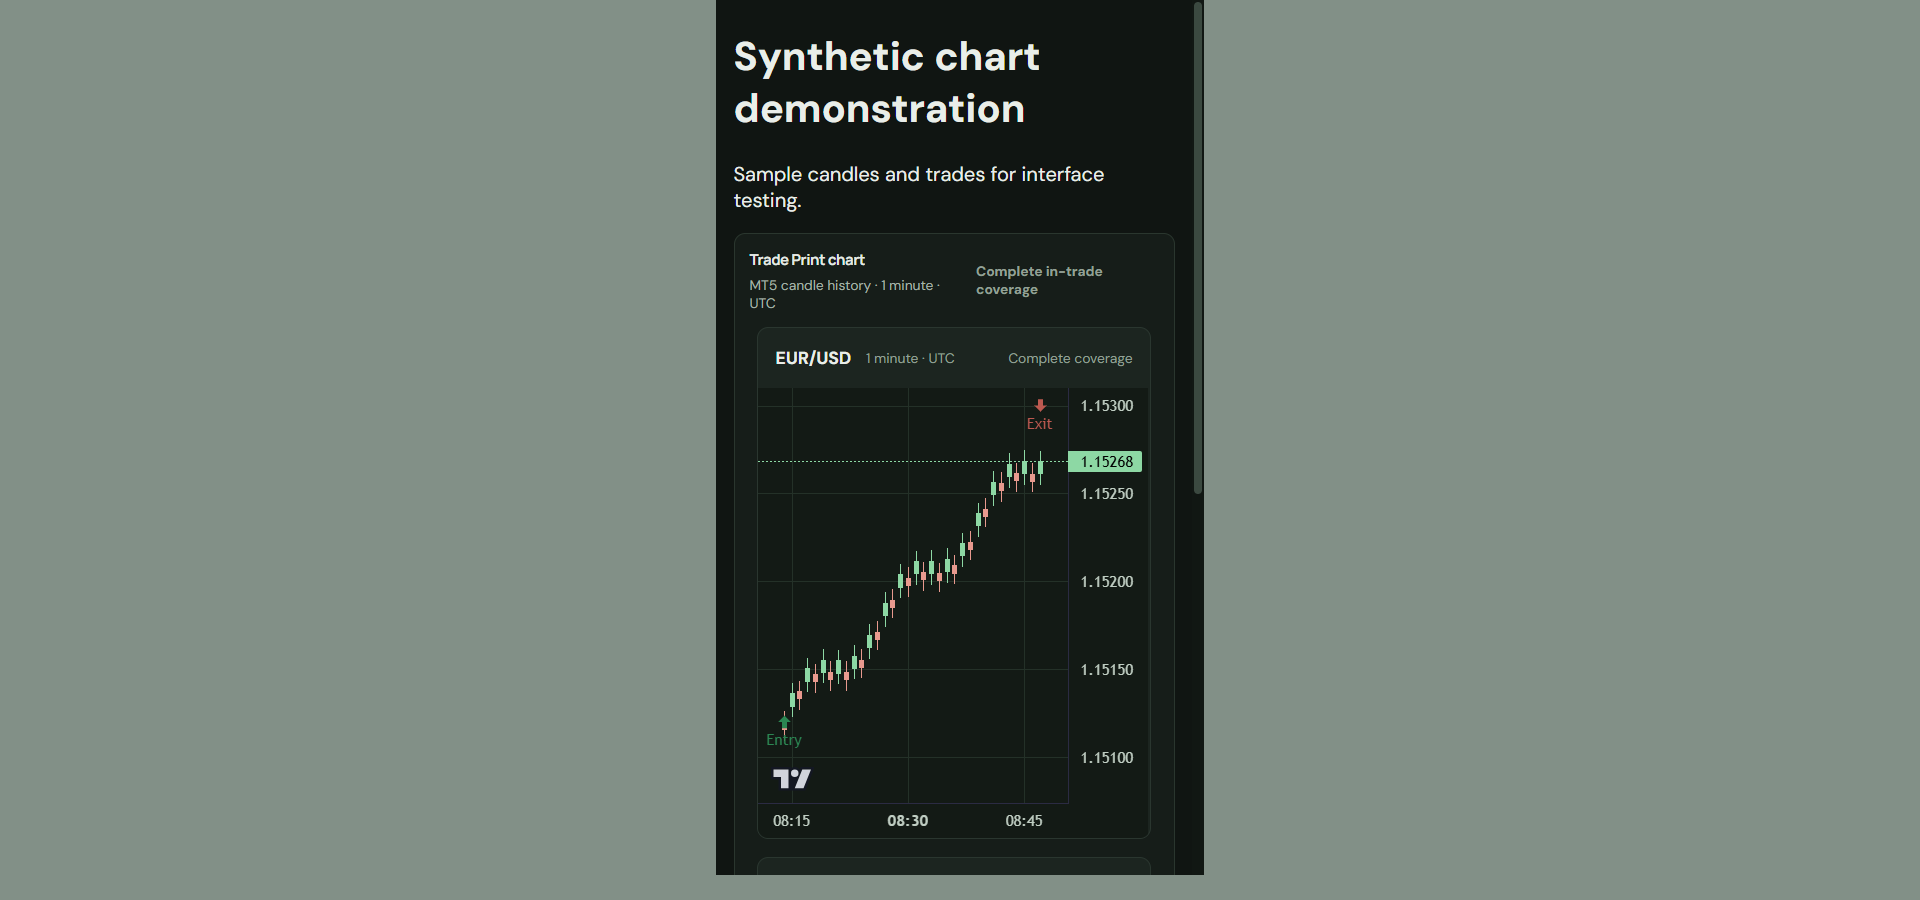 Synthetic chart
demonstration
Sample candles and trades for interface
testing.
Trade Print chart
MT5 candle history · 1 minute ·
UTC
Complete in-trade
coverage
EUR/USD 1 minute · UTC Complete coverage
1.15300
Exit
1.15268
1.15250
1.15200
1.15150
Entry
1.15100
08:15 08:30 08:45